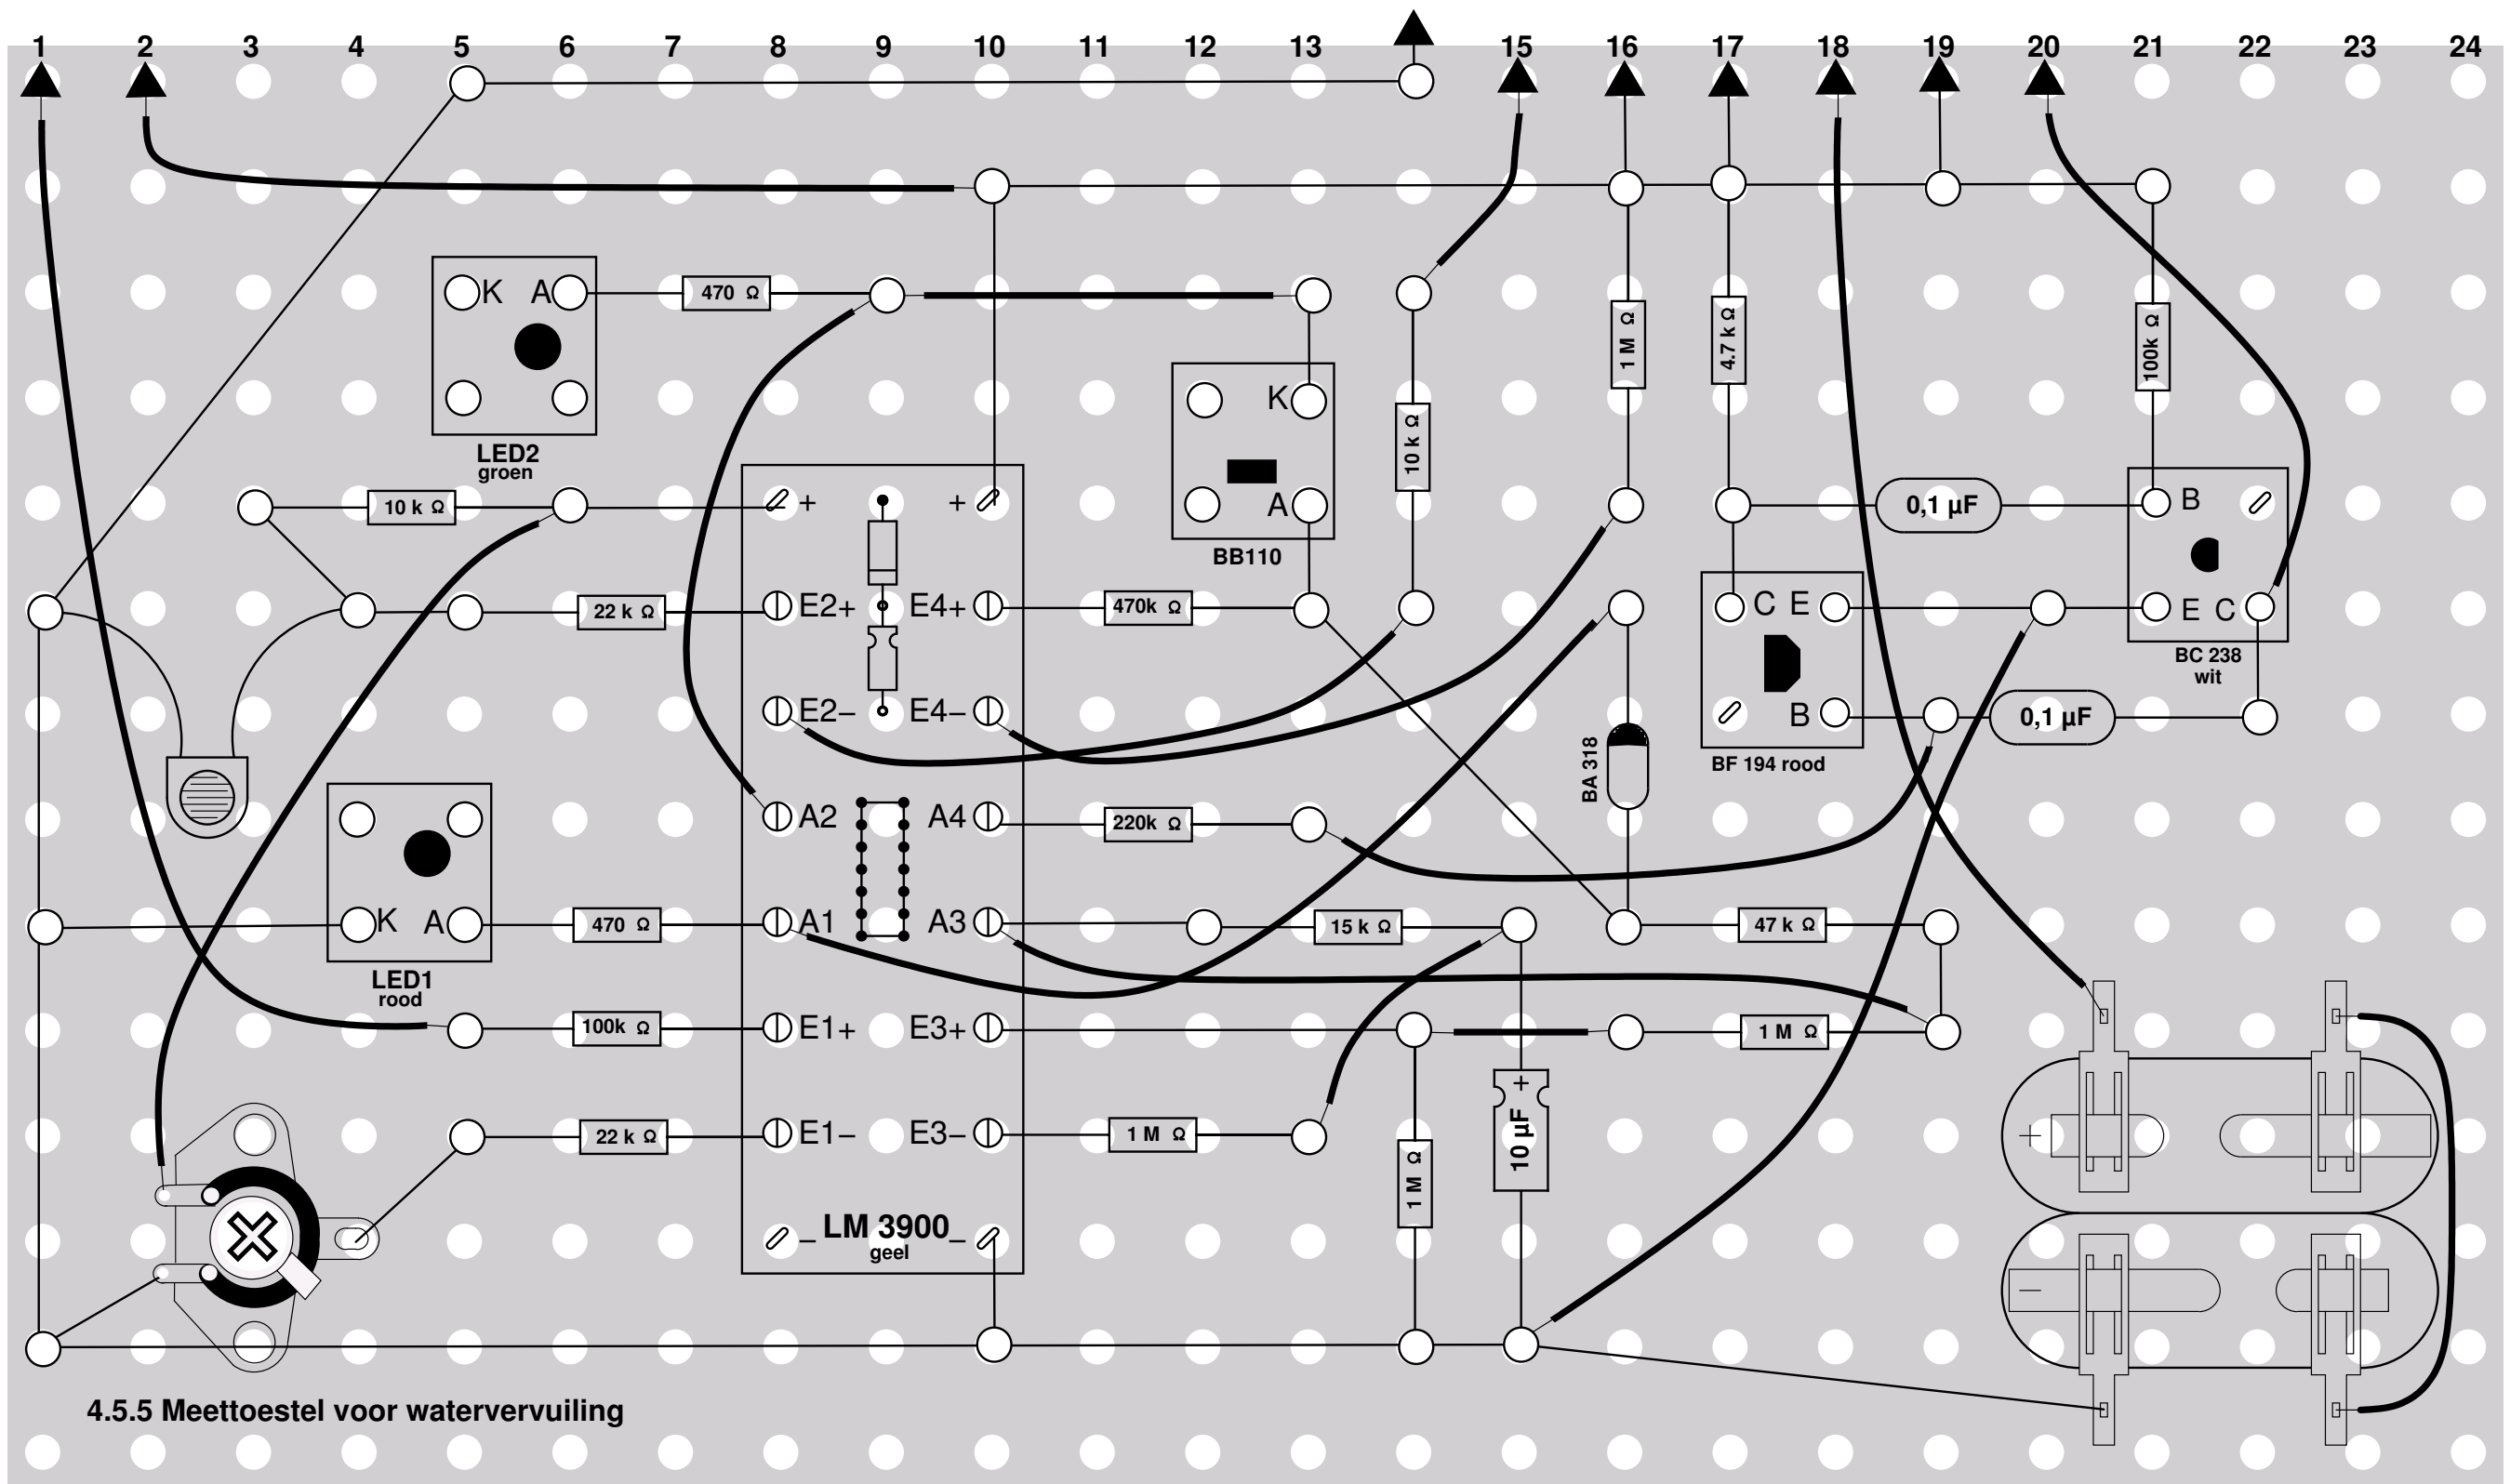 1 2 3 4 5 6 7 8 9 10 11 12 13 15 16 17 18 19 20 21 22 23 24
K A 470 Ω
LED2
groen
K
A
BB110
10 k Ω
1 M Ω
4.7 k Ω
100k Ω
10 k Ω
+ +
0,1 µF
B
E C
BC 238
wit
22 k Ω
E2+ E4+
470k Ω
C E
B
BF 194 rood
0,1 µF
E2– E4–
BA 318
A2 A4
220k Ω
K A
LED1
rood
470 Ω
A1 A3
15 k Ω
47 k Ω
100k Ω
E1+ E3+
1 M Ω
22 k Ω
E1– E3–
1 M Ω
1 M Ω
+
10 µF
+
– LM 3900 –
geel
–
4.5.5 Meettoestel voor watervervuiling